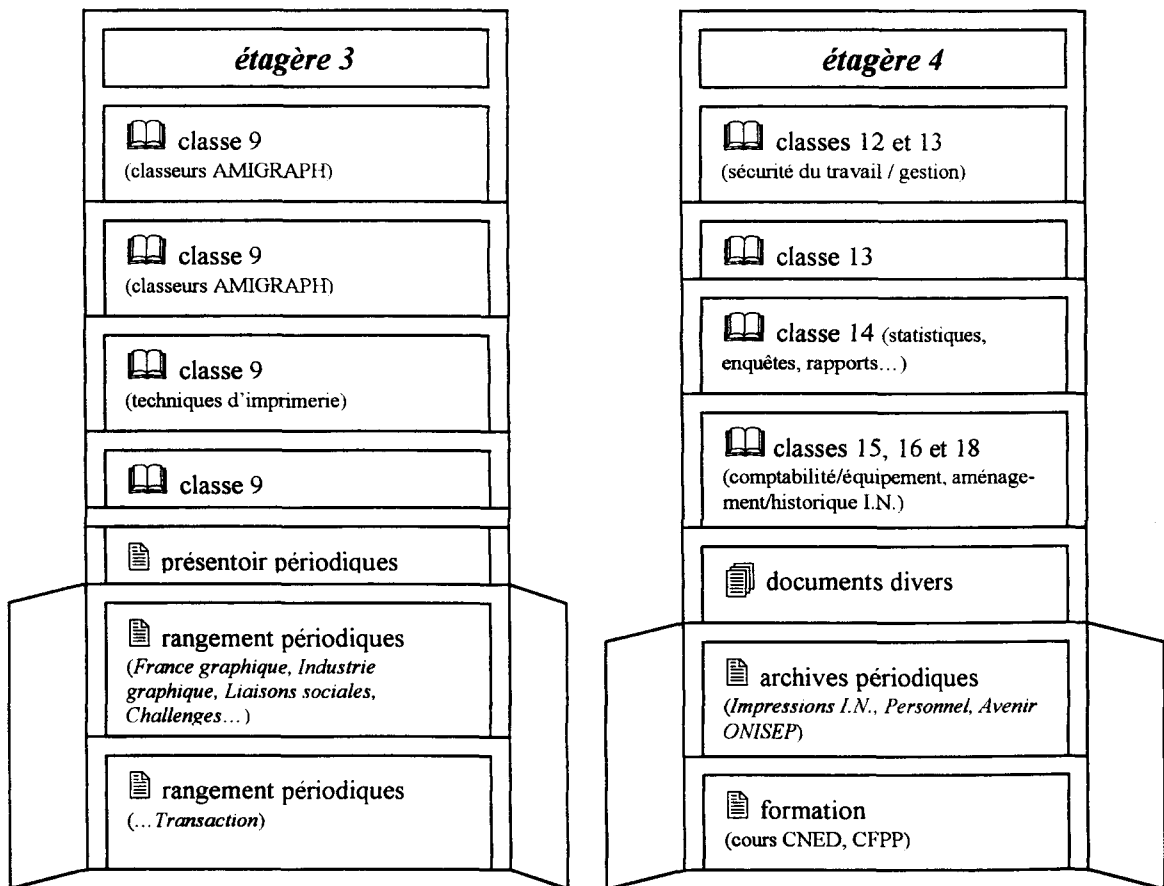 étagère 3
classe 9
(classeurs AMIGRAPH)
classe 9
(classeurs AMIGRAPH)
classe 9
(techniques d'imprimerie)
classe 9
présentoir périodiques
rangement périodiques
(France graphique, Industrie
graphique, Liaisons sociales,
Challenges…)
rangement périodiques
(…Transaction)
étagère 4
classes 12 et 13
(sécurité du travail / gestion)
classe 13
classe 14 (statistiques,
enquêtes, rapports…)
classes 15, 16 et 18
(comptabilité/équipement, aménage-
ment/historique I.N.)
documents divers
archives périodiques
(Impressions I.N., Personnel, Avenir
ONISEP)
formation
(cours CNED, CFPP)